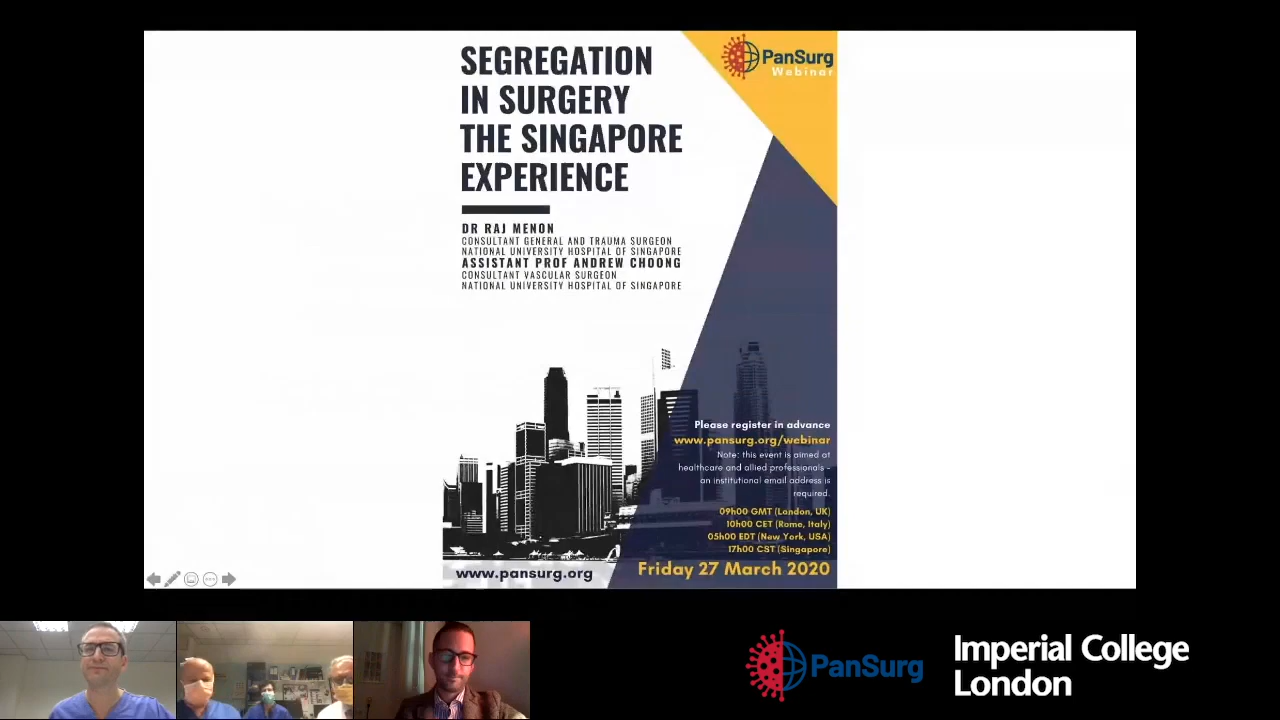 SEGREGATION
IN SURGERY
THE SINGAPORE
EXPERIENCE
PanSurg
Webinar
DR RAJ MENON
CONSULTANT GENERAL AND TRAUMA SURGEON
NATIONAL UNIVERSITY HOSPITAL OF SINGAPORE
ASSISTANT PROF ANDREW CHOONG
CONSULTANT VASCULAR SURGEON
NATIONAL UNIVERSITY HOSPITAL OF SINGAPORE
Please register in advance
www.pansurg.org/webinar
Note: this event is aimed at
healthcare and allied professionals -
an institutional email address is
required.
09h00 GMT (London, UK)
10h00 CET (Rome, Italy)
05h00 EDT (New York, USA)
17h00 CST (Singapore)
Friday 27 March 2020
www.pansurg.org
PanSurg
Imperial College
London